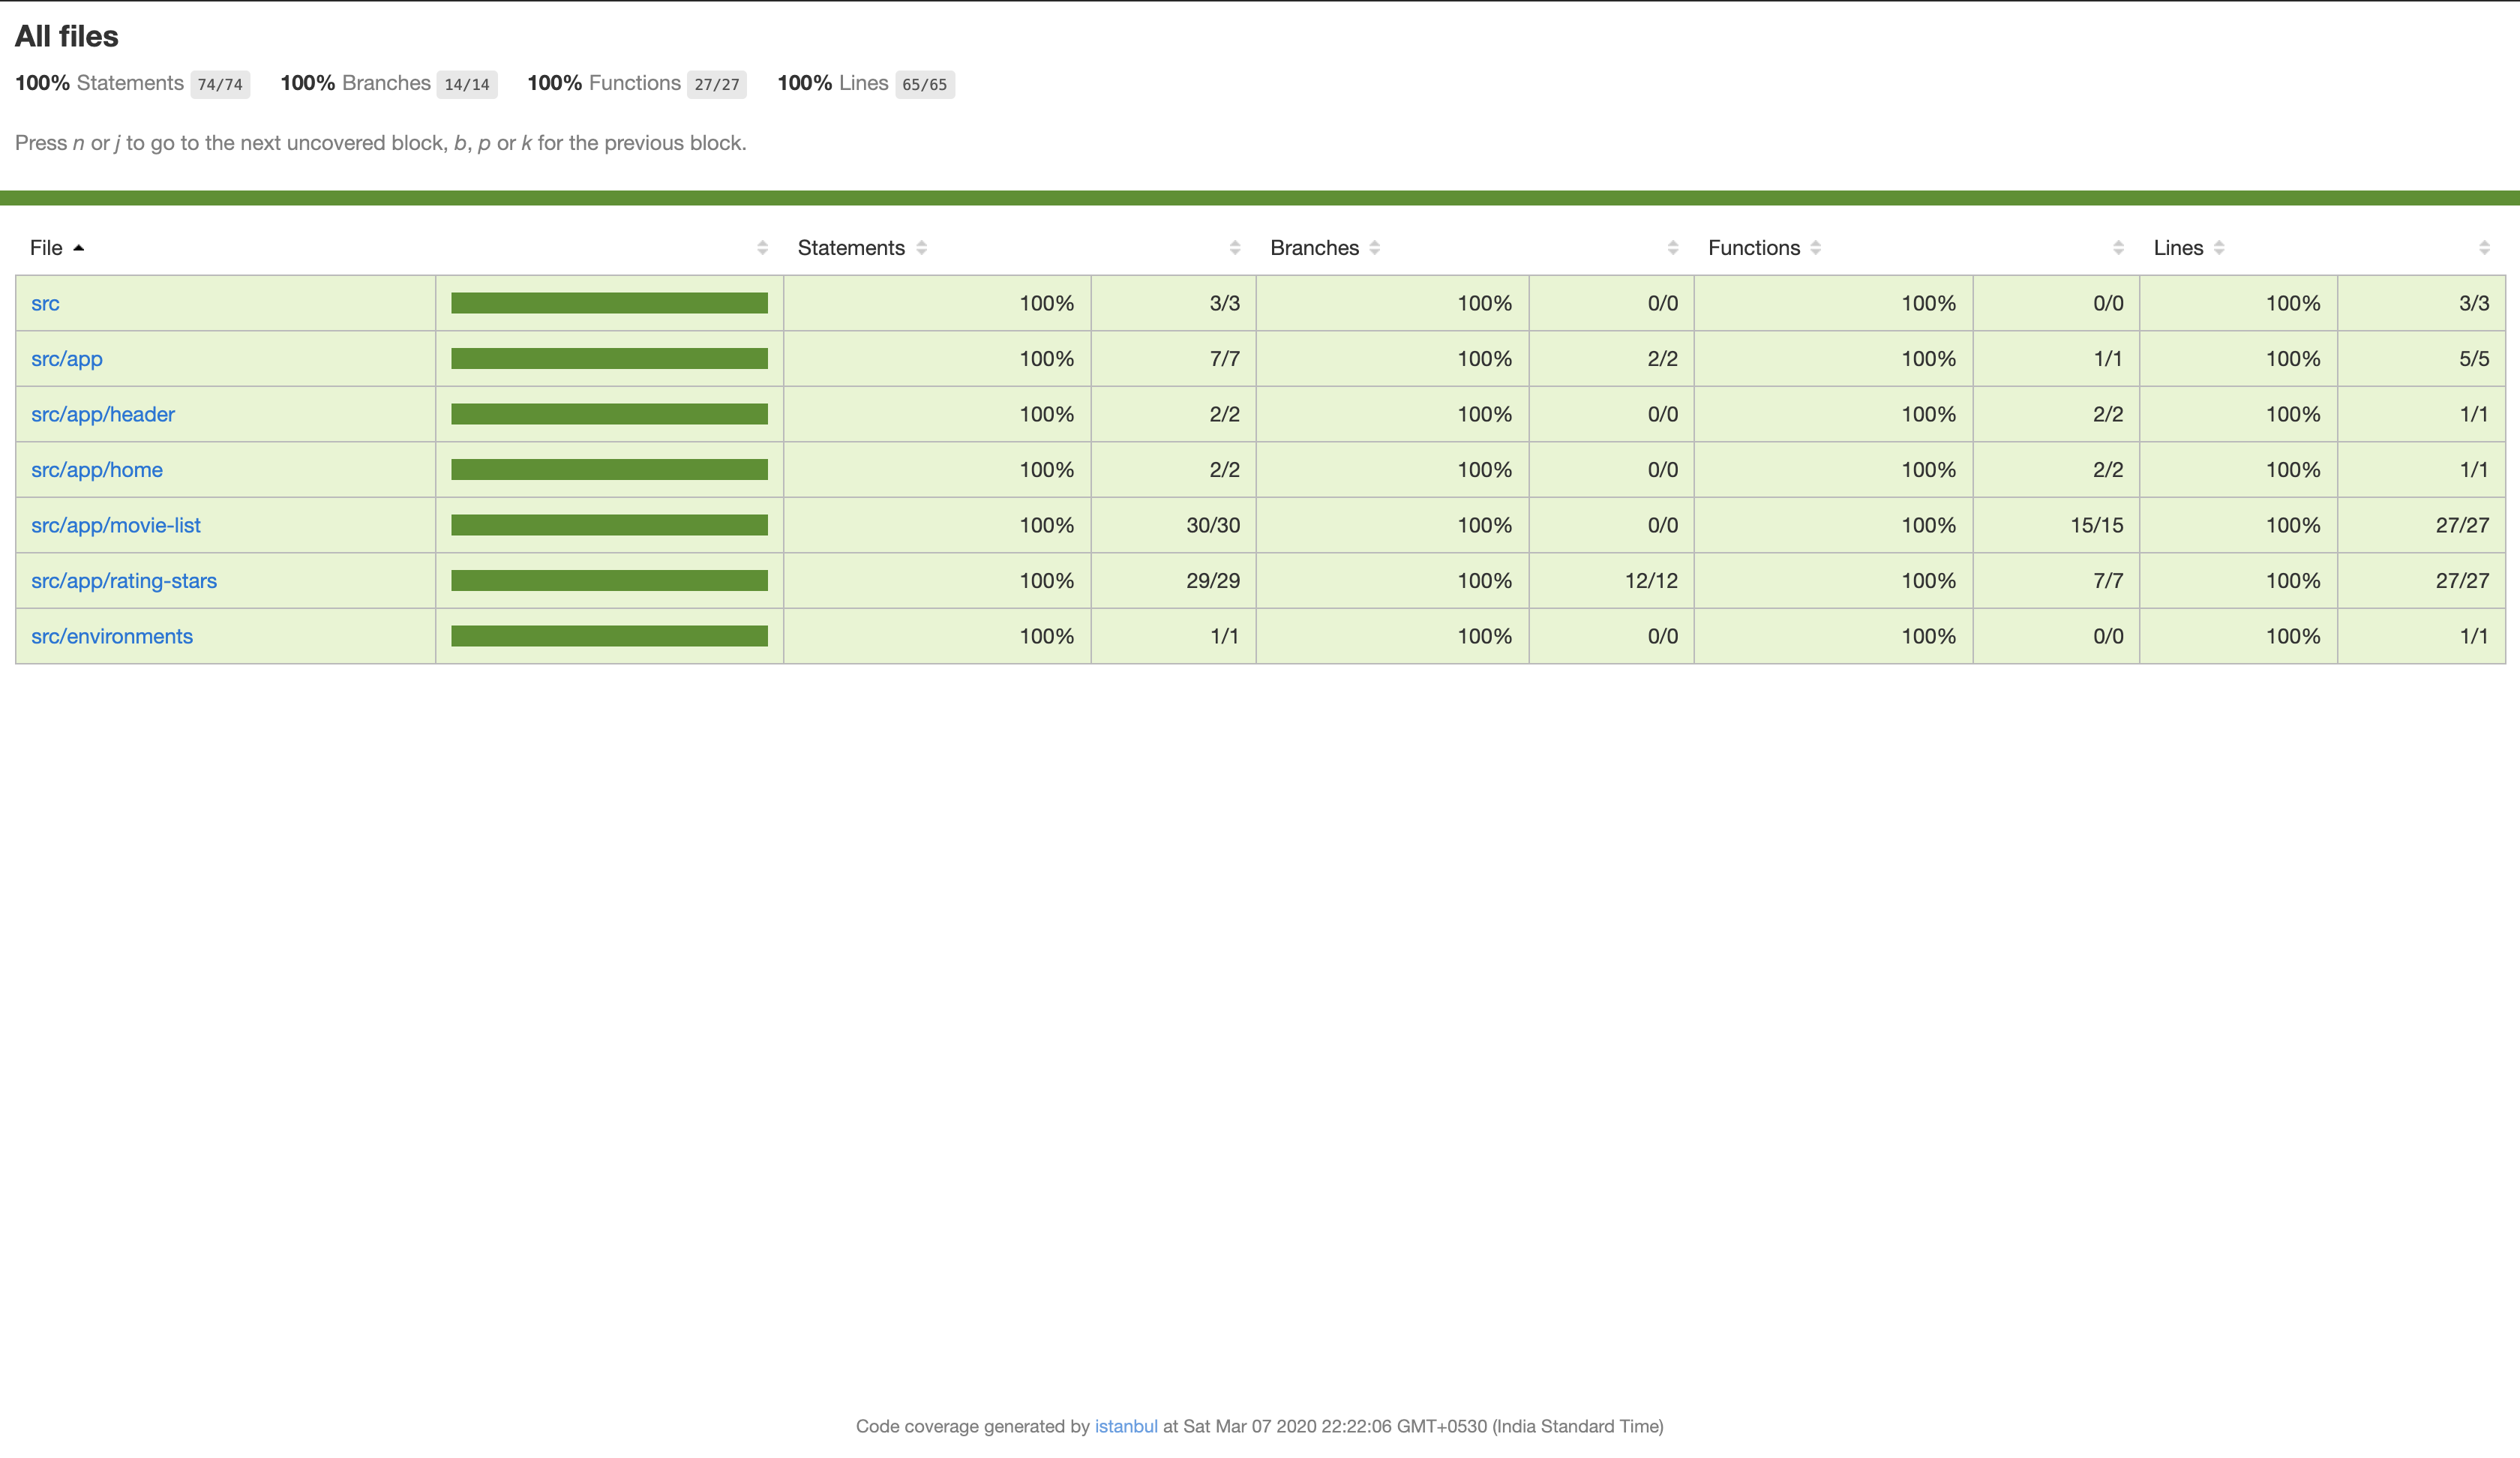 All files
100% Statements 74/74 100% Branches 14/14 100% Functions 27/27 100% Lines 65/65
Press n or j to go to the next uncovered block, b, p or k for the previous block.
File Statements Branches Functions Lines
src 100% 3/3 100% 0/0 100% 0/0 100% 3/3
src/app 100% 7/7 100% 2/2 100% 1/1 100% 5/5
src/app/header 100% 2/2 100% 0/0 100% 2/2 100% 1/1
src/app/home 100% 2/2 100% 0/0 100% 2/2 100% 1/1
src/app/movie-list 100% 30/30 100% 0/0 100% 15/15 100% 27/27
src/app/rating-stars 100% 29/29 100% 12/12 100% 7/7 100% 27/27
src/environments 100% 1/1 100% 0/0 100% 0/0 100% 1/1
Code coverage generated by istanbul at Sat Mar 07 2020 22:22:06 GMT+0530 (India Standard Time)